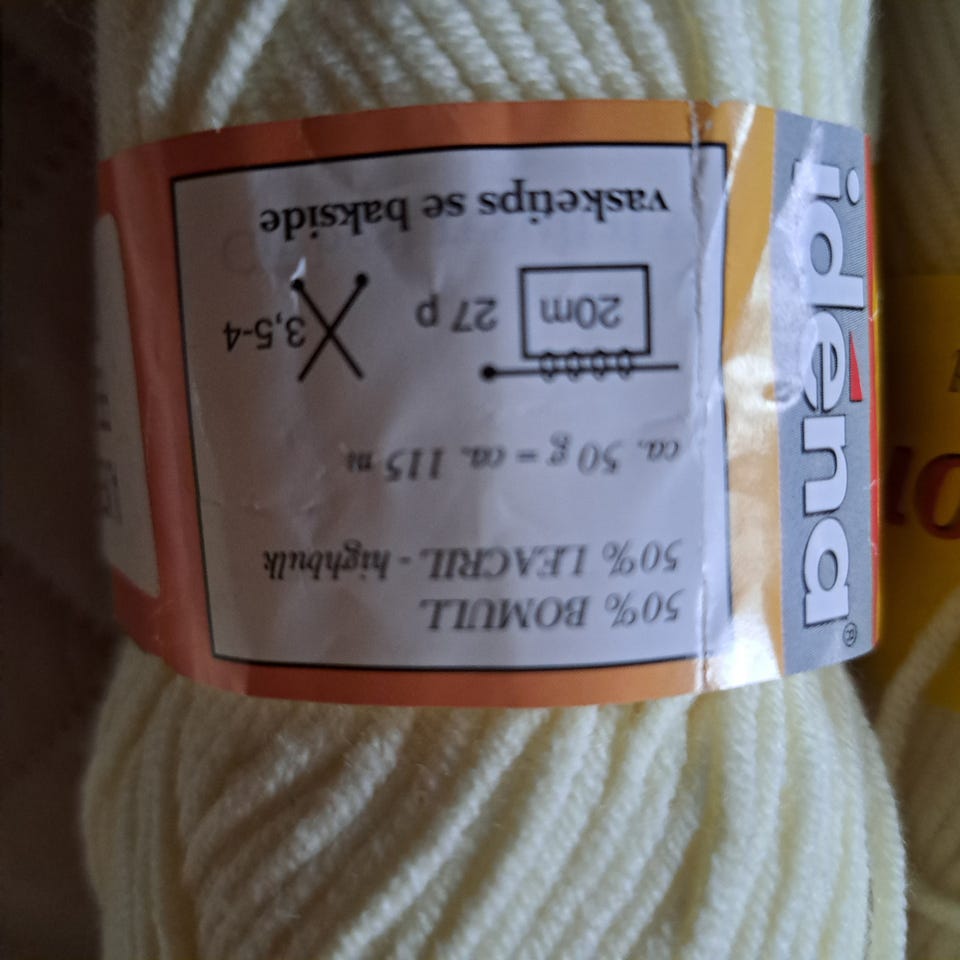 50% BOMULL
50% LEACRIL - highbulk
ca. 50 g = ca. 115 m
20m 27 p 3,5-4
vasketips se bakside
idéna®